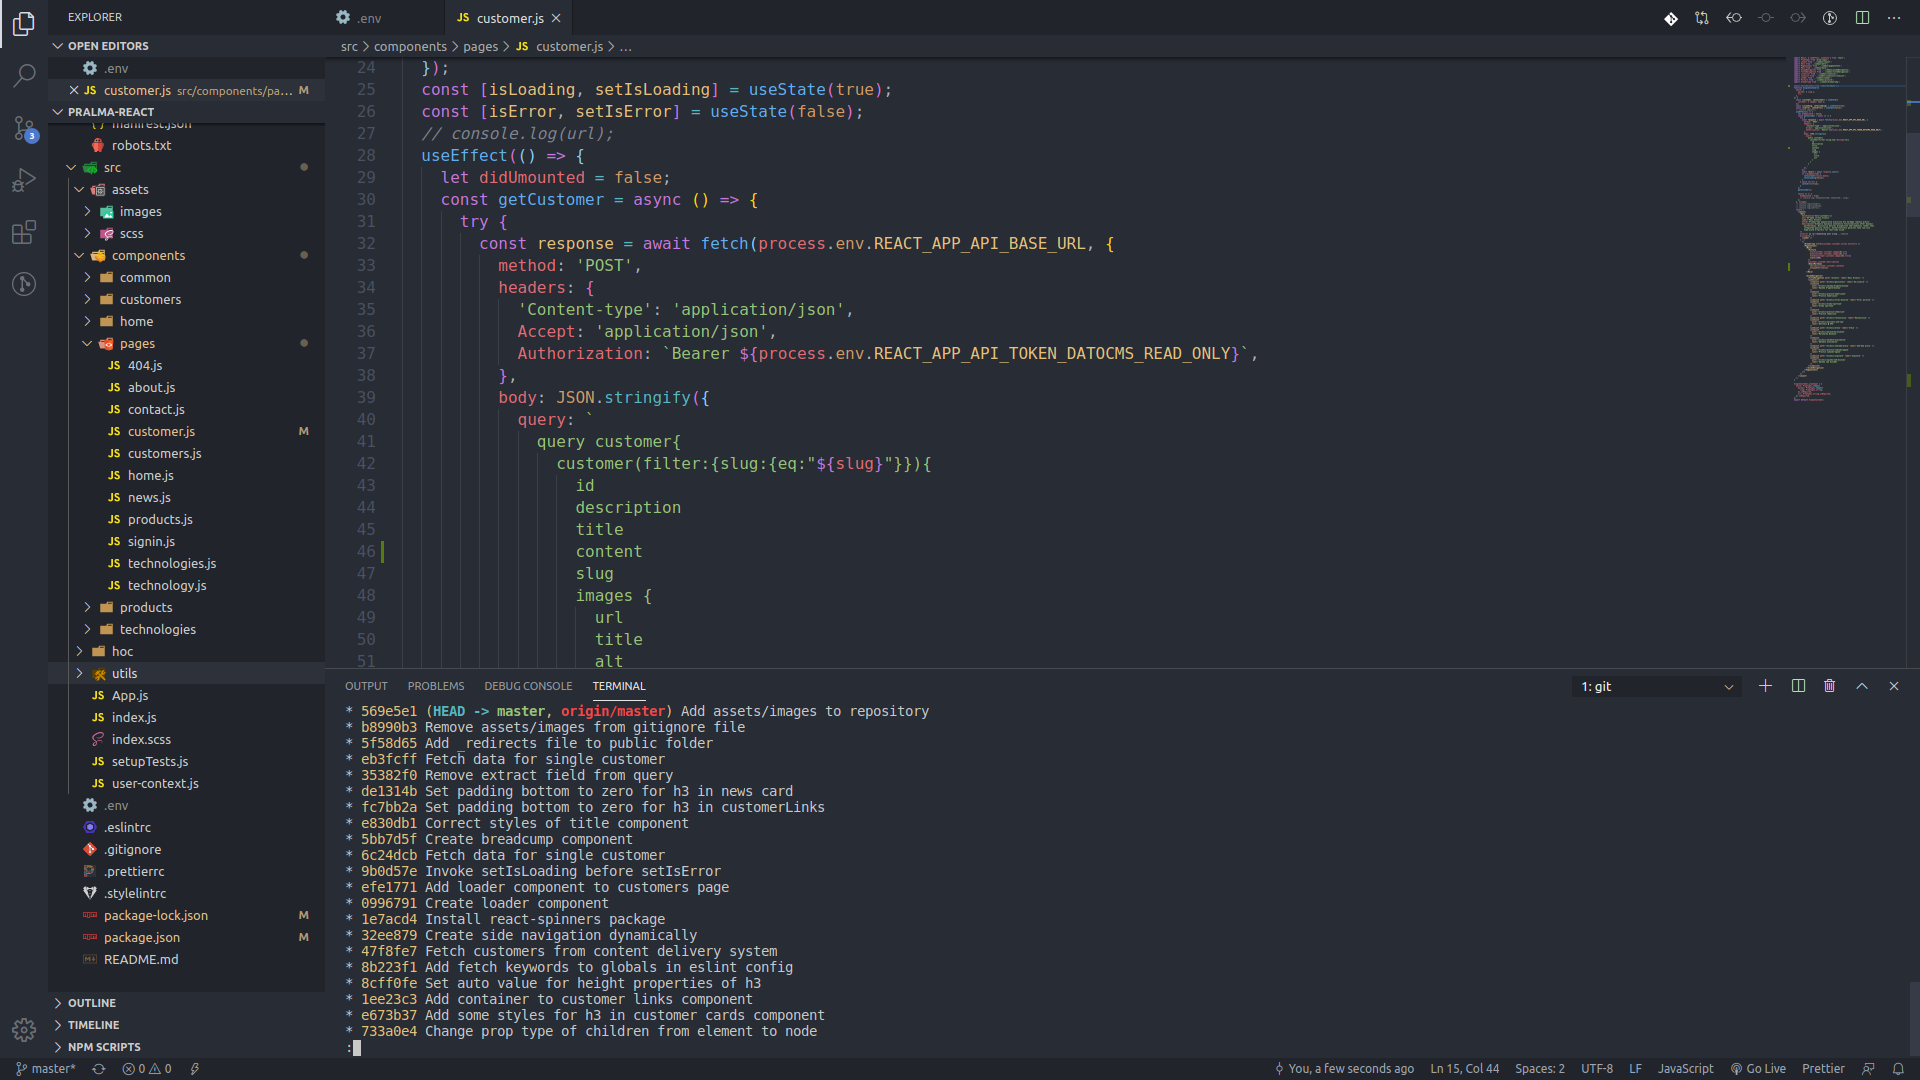 EXPLORER
OPEN EDITORS
.env
customer.js src/components/pa... M
PRALMA-REACT
manifest.json
robots.txt
src
assets
images
scss
components
common
customers
home
pages
404.js
about.js
contact.js
customer.js M
customers.js
home.js
news.js
products.js
signin.js
technologies.js
technology.js
products
technologies
hoc
utils
App.js
index.js
index.scss
setupTests.js
user-context.js
.env
.eslintrc
.gitignore
.prettierrc
.stylelintrc
package-lock.json M
package.json M
README.md
OUTLINE
TIMELINE
NPM SCRIPTS
3
.env
JS customer.js
src > components > pages > JS customer.js > ...
24 });
25 const [isLoading, setIsLoading] = useState(true);
26 const [isError, setIsError] = useState(false);
27 // console.log(url);
28 useEffect(() => {
29 let didUmounted = false;
30 const getCustomer = async () => {
31 try {
32 const response = await fetch(process.env.REACT_APP_API_BASE_URL, {
33 method: 'POST',
34 headers: {
35 'Content-type': 'application/json',
36 Accept: 'application/json',
37 Authorization: `Bearer ${process.env.REACT_APP_API_TOKEN_DATOCMS_READ_ONLY}`,
38 },
39 body: JSON.stringify({
40 query: `
41 query customer{
42 customer(filter:{slug:{eq:"${slug}"}}){
43 id
44 description
45 title
46 content
47 slug
48 images {
49 url
50 title
51 alt
OUTPUT PROBLEMS DEBUG CONSOLE TERMINAL
1: git
* 569e5e1 (HEAD -> master, origin/master) Add assets/images to repository
* b8990b3 Remove assets/images from gitignore file
* 5f58d65 Add _redirects file to public folder
* eb3fcff Fetch data for single customer
* 35382f0 Remove extract field from query
* de1314b Set padding bottom to zero for h3 in news card
* fc7bb2a Set padding bottom to zero for h3 in customerLinks
* e830db1 Correct styles of title component
* 5bb7d5f Create breadcump component
* 6c24dcb Fetch data for single customer
* 9b0d57e Invoke setIsLoading before setIsError
* efe1771 Add loader component to customers page
* 0996791 Create loader component
* 1e7acd4 Install react-spinners package
* 32ee879 Create side navigation dynamically
* 47f8fe7 Fetch customers from content delivery system
* 8b223f1 Add fetch keywords to globals in eslint config
* 8cff0fe Set auto value for height properties of h3
* 1ee23c3 Add container to customer links component
* e673b37 Add some styles for h3 in customer cards component
* 733a0e4 Change prop type of children from element to node
:
master* 0 0
You, a few seconds ago Ln 15, Col 44 Spaces: 2 UTF-8 LF JavaScript Go Live Prettier